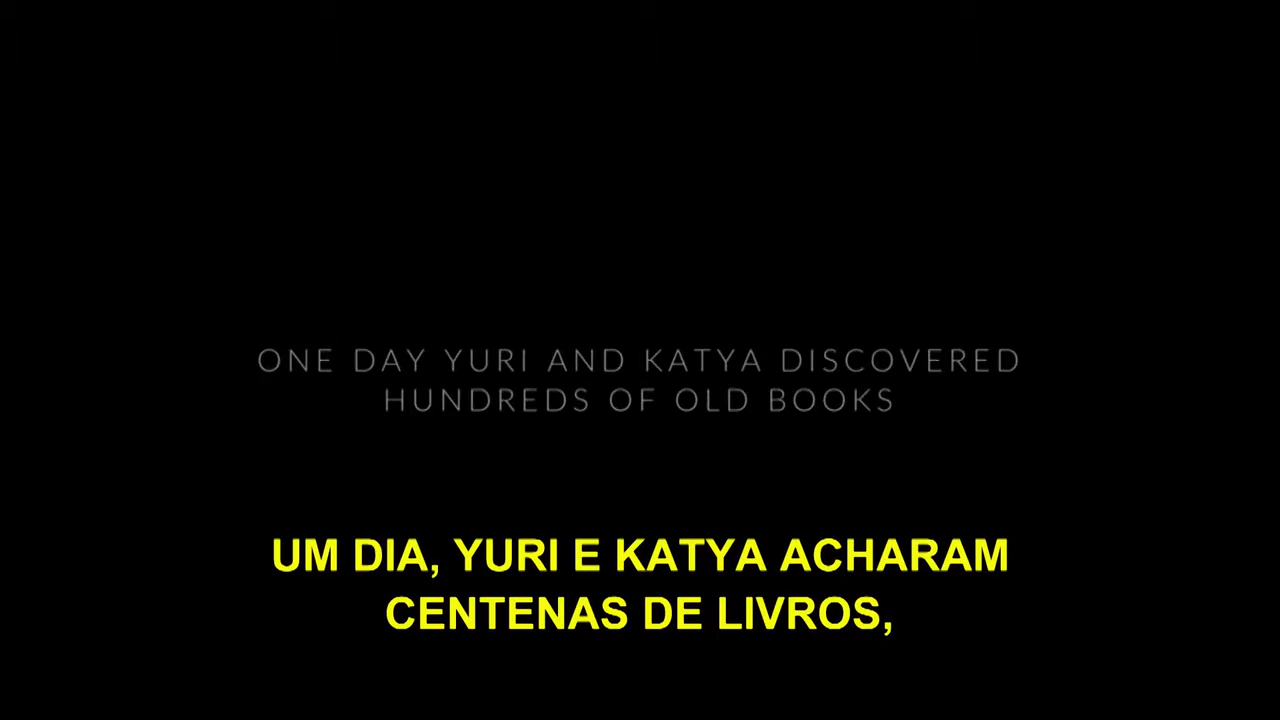 ONE DAY YURI AND KATYA DISCOVERED
HUNDREDS OF OLD BOOKS
UM DIA, YURI E KATYA ACHARAM
CENTENAS DE LIVROS,